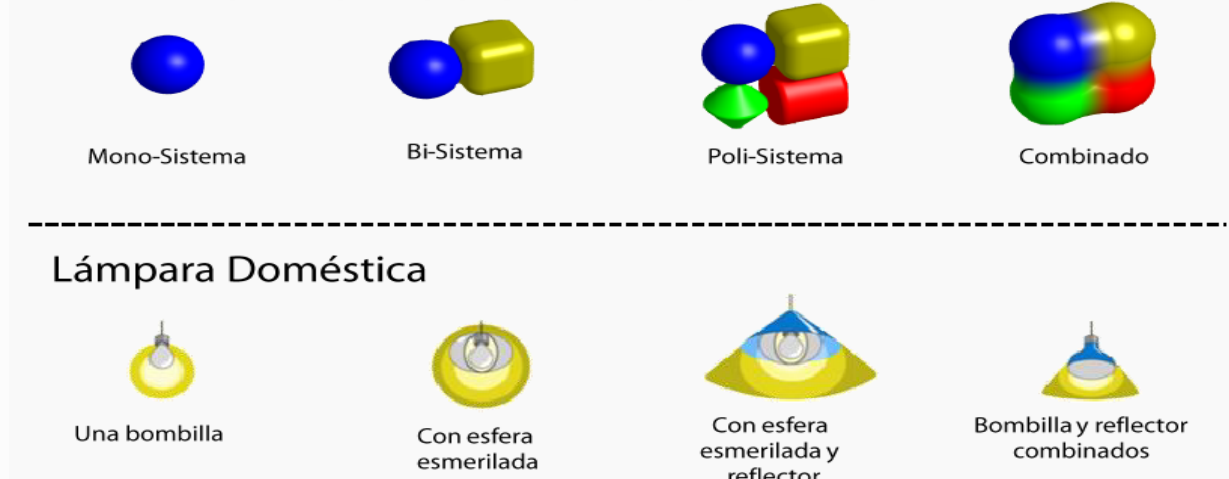 Mono-Sistema
Bi-Sistema
Poli-Sistema
Combinado
Lámpara Doméstica
Una bombilla
Con esfera
esmerilada
Con esfera
esmerilada y
reflector
Bombilla y reflector
combinados